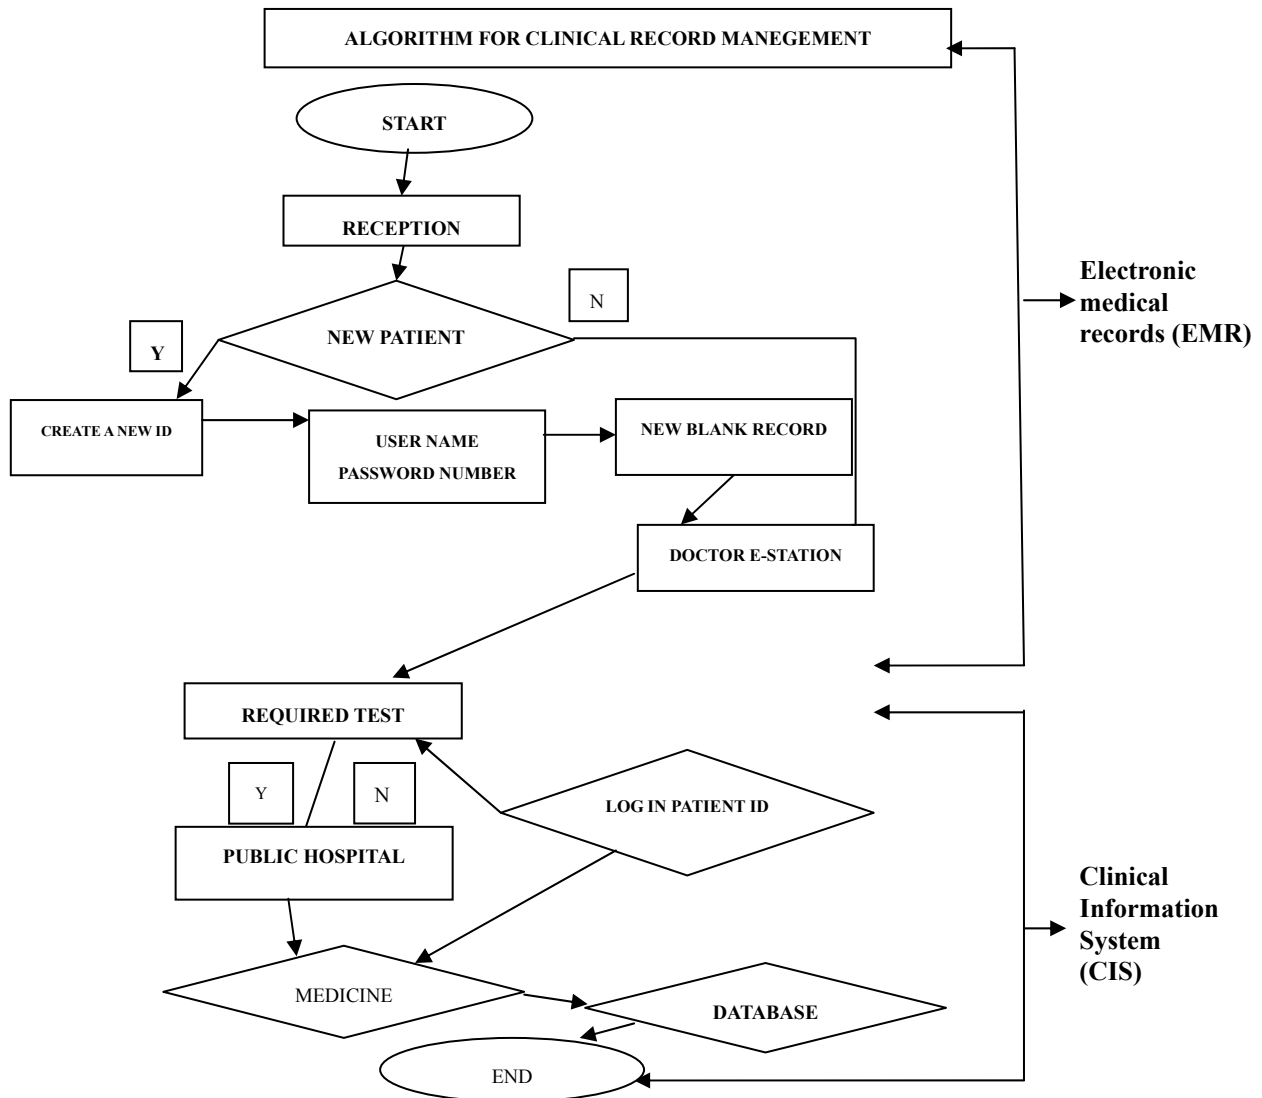 ALGORITHM FOR CLINICAL RECORD MANEGEMENT
START
RECEPTION
N
Y
NEW PATIENT
CREATE A NEW ID
USER NAME
PASSWORD NUMBER
NEW BLANK RECORD
DOCTOR E-STATION
Electronic
medical
records (EMR)
REQUIRED TEST
Y
N
LOG IN PATIENT ID
PUBLIC HOSPITAL
MEDICINE
DATABASE
END
Clinical
Information
System
(CIS)